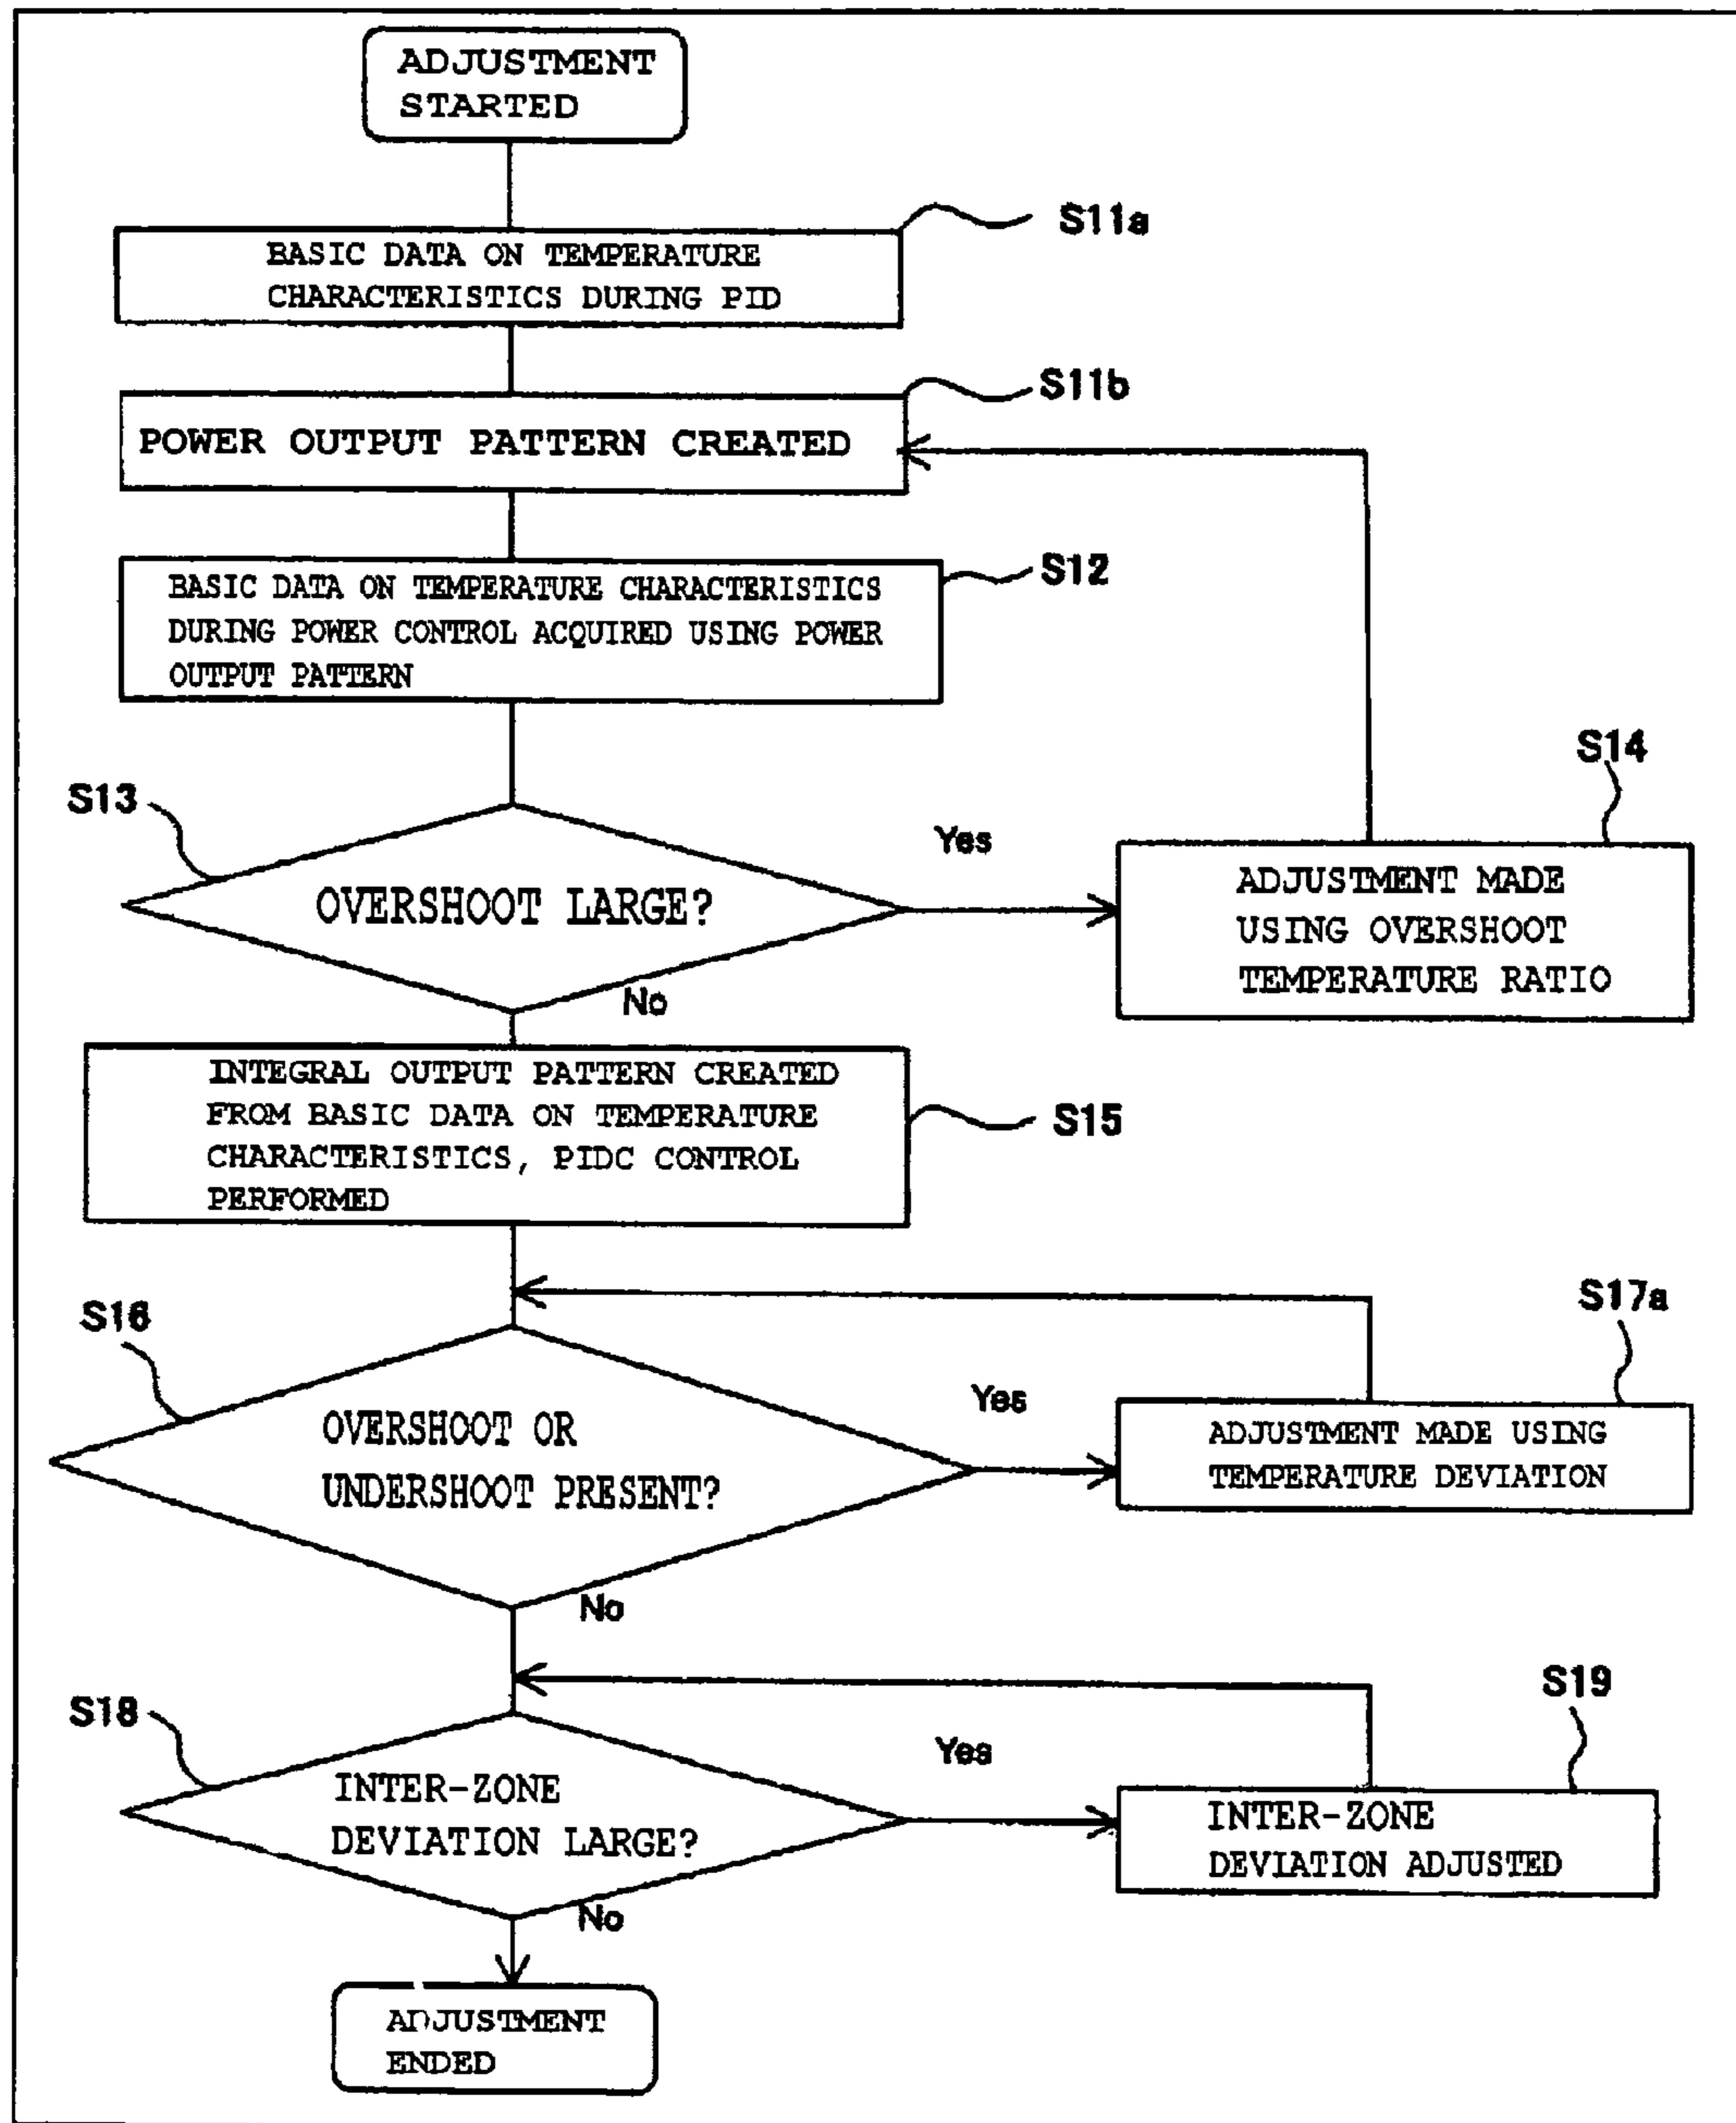 ADJUSTMENT
STARTED
S11a
BASIC DATA ON TEMPERATURE
CHARACTERISTICS DURING PID
S11b
POWER OUTPUT PATTERN CREATED
S12
BASIC DATA ON TEMPERATURE CHARACTERISTICS
DURING POWER CONTROL ACQUIRED USING POWER
OUTPUT PATTERN
S13
OVERSHOOT LARGE?
Yes
No
S14
ADJUSTMENT MADE
USING OVERSHOOT
TEMPERATURE RATIO
INTEGRAL OUTPUT PATTERN CREATED
FROM BASIC DATA ON TEMPERATURE
CHARACTERISTICS, PIDC CONTROL
PERFORMED
S15
S16
OVERSHOOT OR
UNDERSHOOT PRESENT?
Yes
No
S17a
ADJUSTMENT MADE USING
TEMPERATURE DEVIATION
S18
INTER-ZONE
DEVIATION LARGE?
Yes
No
S19
INTER-ZONE
DEVIATION ADJUSTED
ADJUSTMENT
ENDED